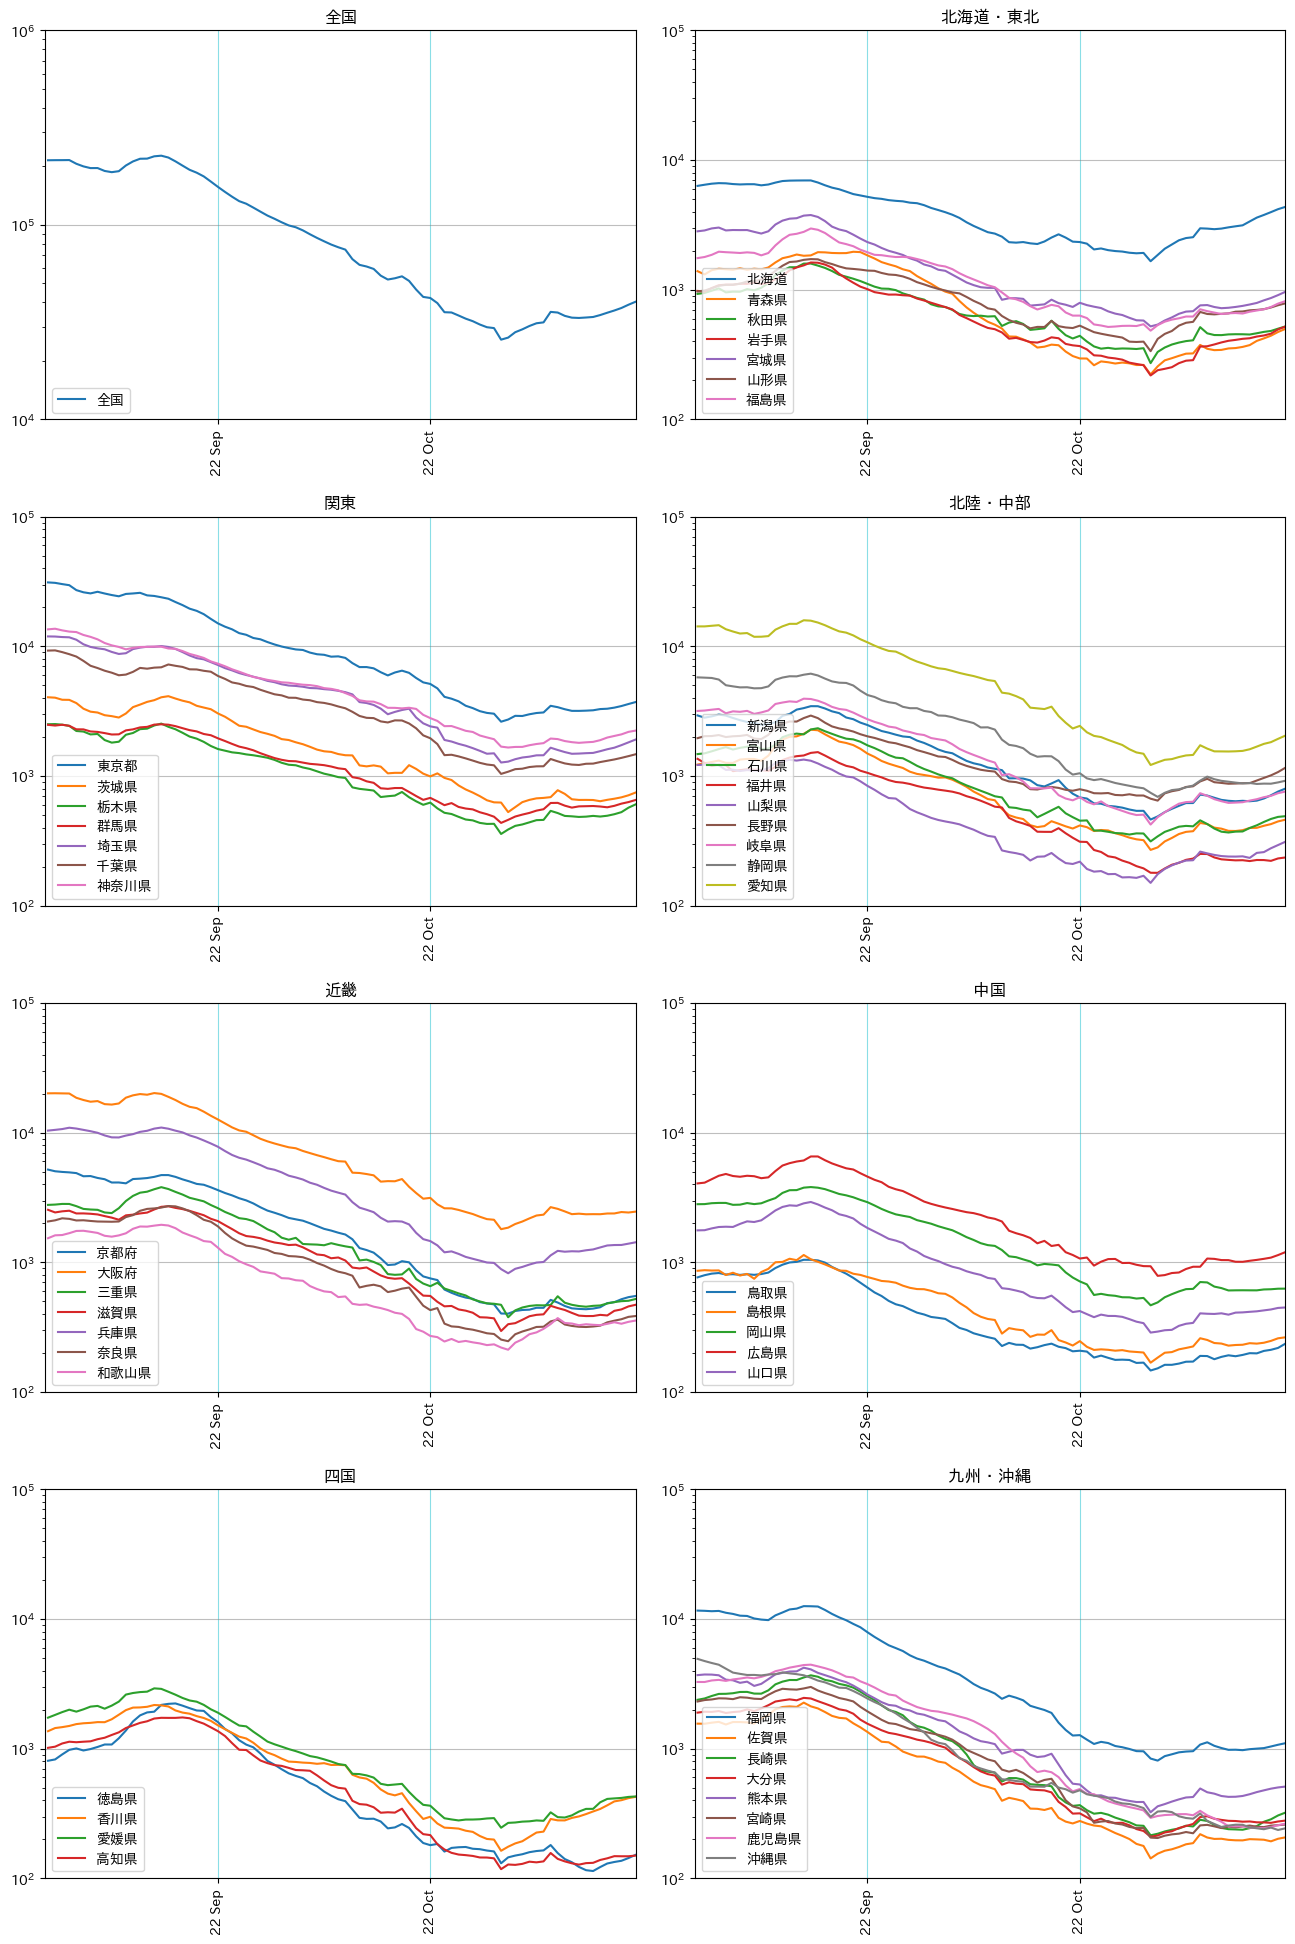 全国
10^6
10^5
10^4
22 Sep
22 Oct
全国
北海道・東北
10^5
10^4
10^3
10^2
22 Sep
22 Oct
北海道
青森県
秋田県
岩手県
宮城県
山形県
福島県
関東
10^5
10^4
10^3
10^2
22 Sep
22 Oct
東京都
茨城県
栃木県
群馬県
埼玉県
千葉県
神奈川県
北陸・中部
10^5
10^4
10^3
10^2
22 Sep
22 Oct
新潟県
富山県
石川県
福井県
山梨県
長野県
岐阜県
静岡県
愛知県
近畿
10^5
10^4
10^3
10^2
22 Sep
22 Oct
京都府
大阪府
三重県
滋賀県
兵庫県
奈良県
和歌山県
中国
10^5
10^4
10^3
10^2
22 Sep
22 Oct
鳥取県
島根県
岡山県
広島県
山口県
四国
10^5
10^4
10^3
10^2
22 Sep
22 Oct
徳島県
香川県
愛媛県
高知県
九州・沖縄
10^5
10^4
10^3
10^2
22 Sep
22 Oct
福岡県
佐賀県
長崎県
大分県
熊本県
宮崎県
鹿児島県
沖縄県